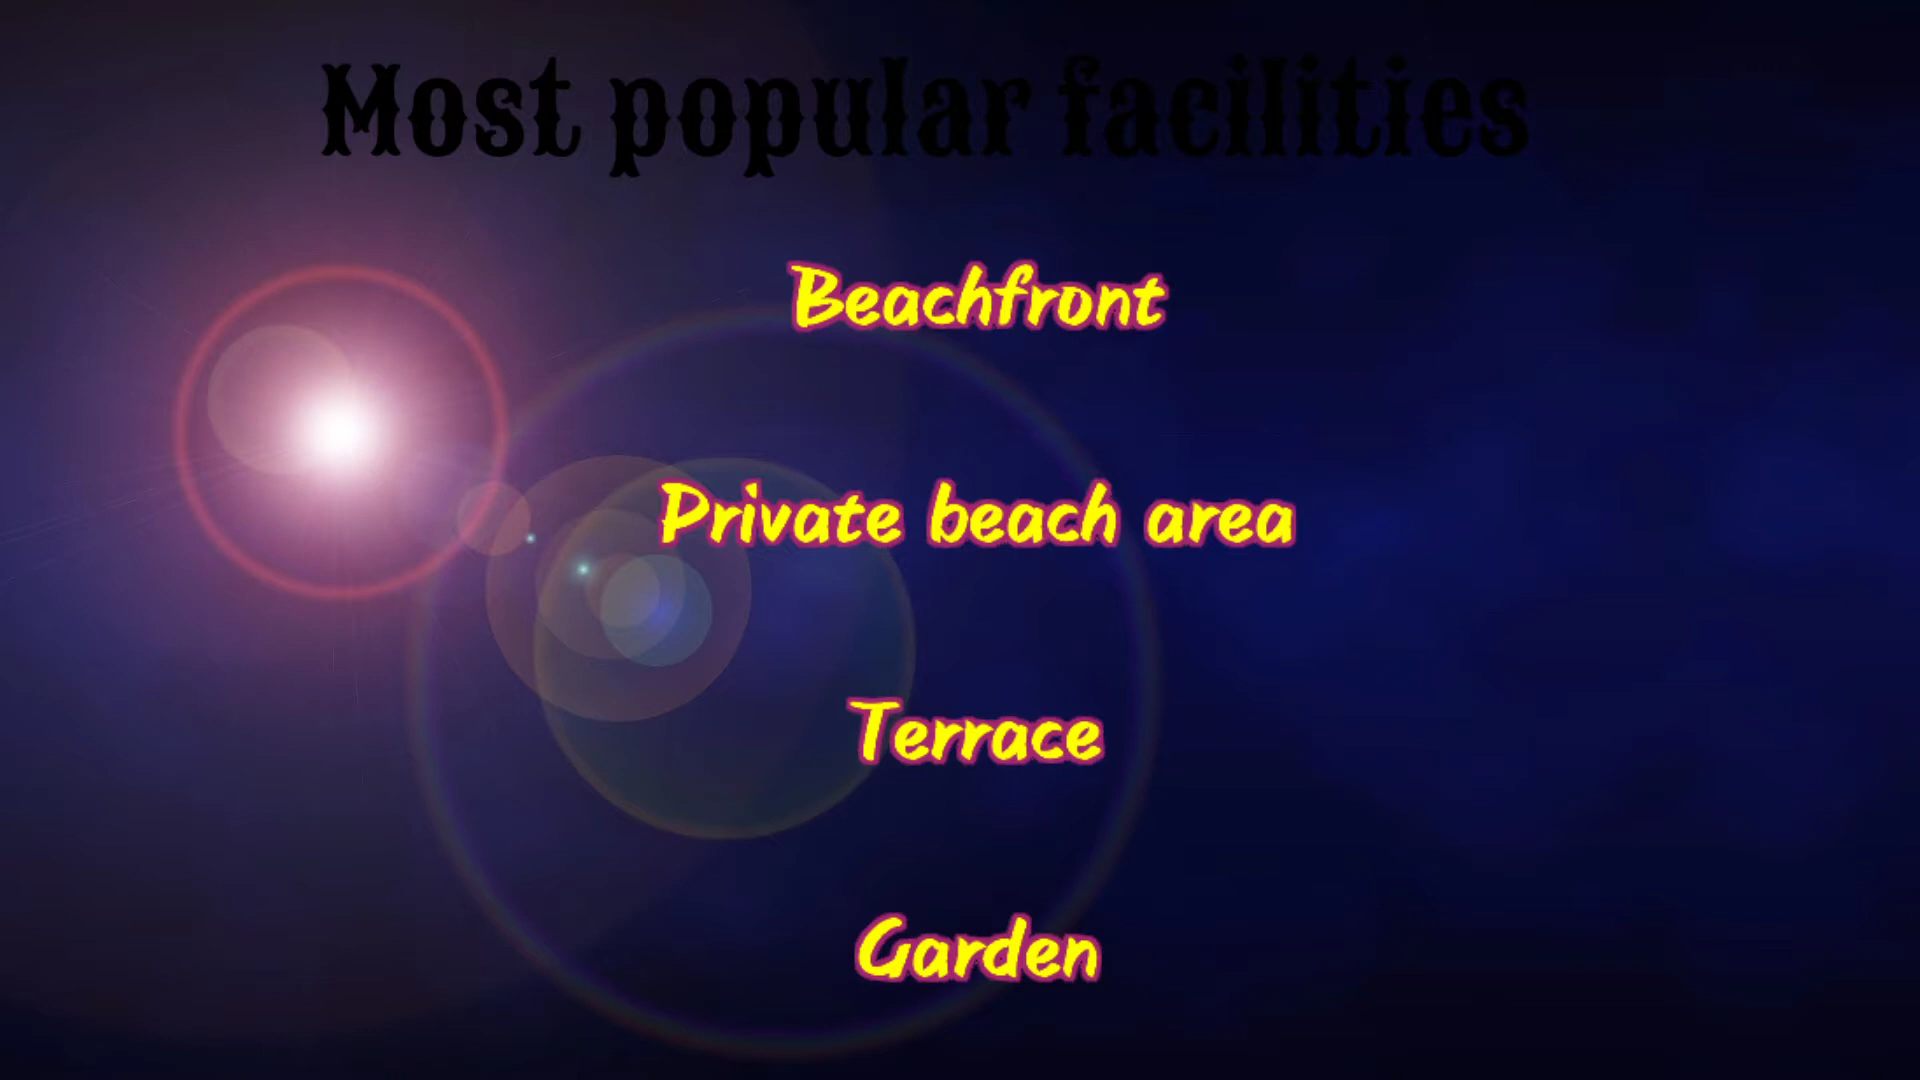 Most popular facilities
Beachfront
Private beach area
Terrace
Garden